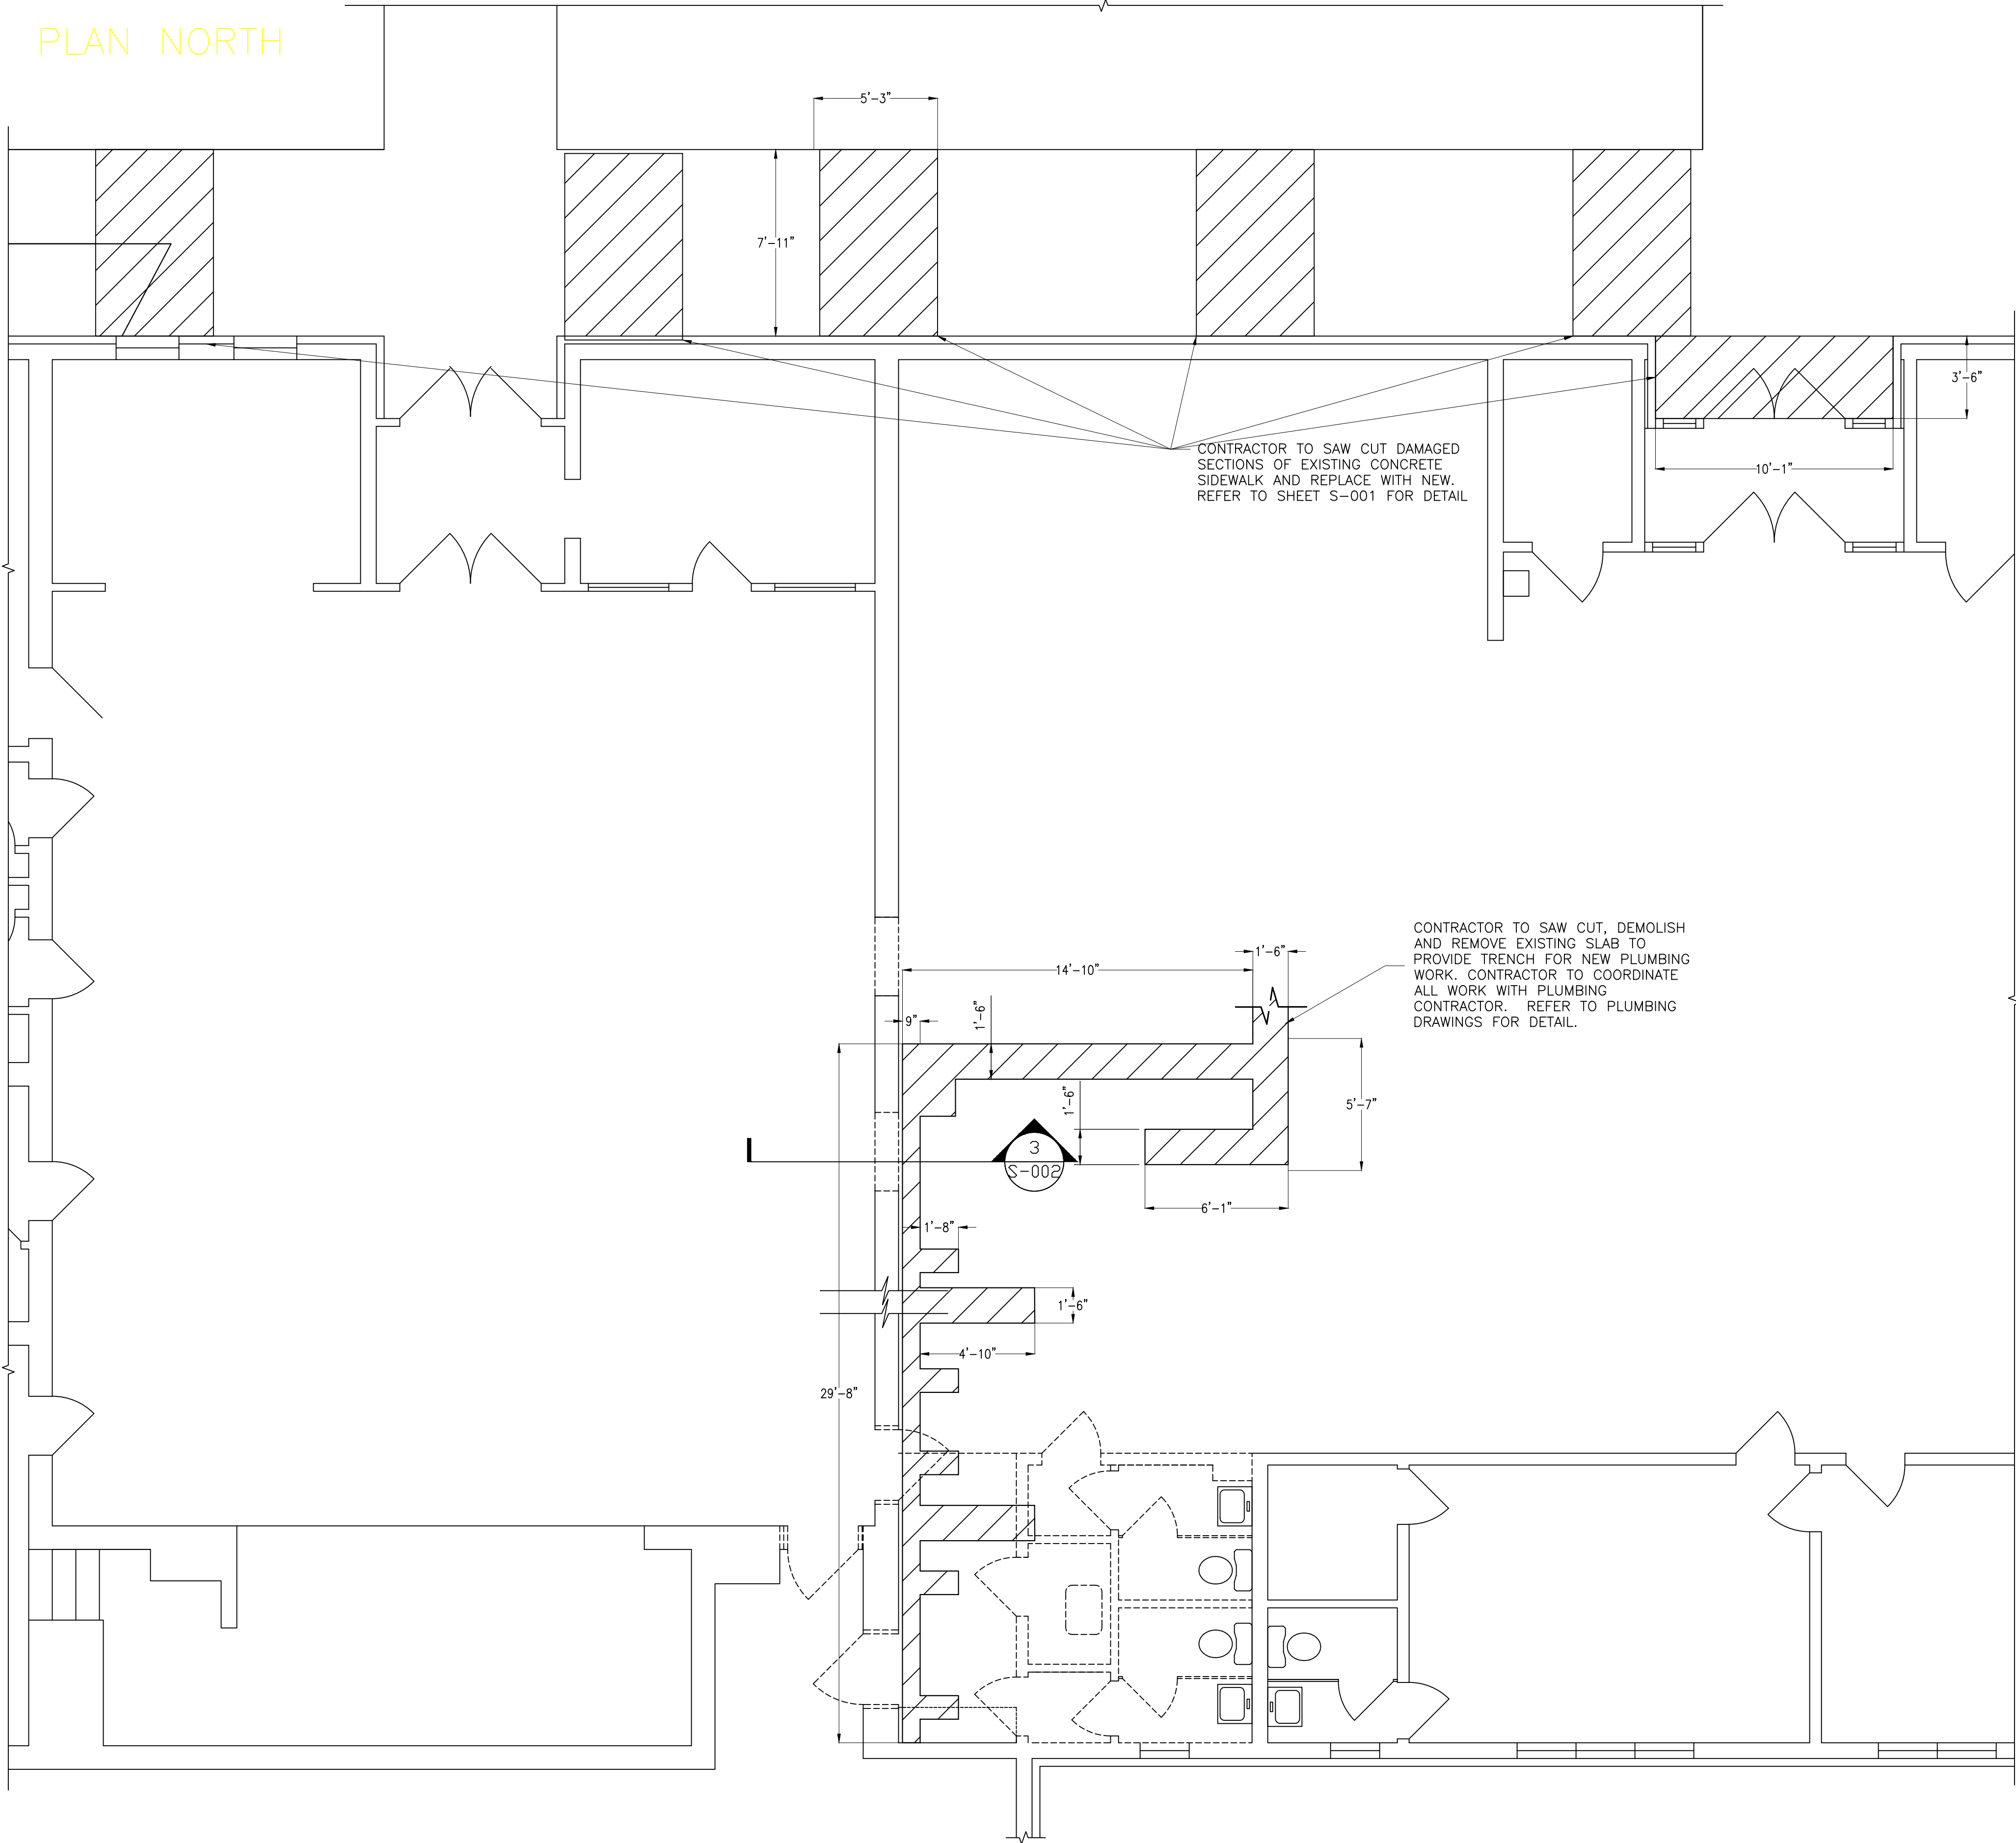 PLAN NORTH
5'-3"
7'-11"
3'-6"
10'-1"
CONTRACTOR TO SAW CUT DAMAGED
SECTIONS OF EXISTING CONCRETE
SIDEWALK AND REPLACE WITH NEW.
REFER TO SHEET S-001 FOR DETAIL
CONTRACTOR TO SAW CUT, DEMOLISH
AND REMOVE EXISTING SLAB TO
PROVIDE TRENCH FOR NEW PLUMBING
WORK. CONTRACTOR TO COORDINATE
ALL WORK WITH PLUMBING
CONTRACTOR. REFER TO PLUMBING
DRAWINGS FOR DETAIL.
1'-6"
14'-10"
9"
1'-6"
1'-6"
5'-7"
3
S-002
6'-1"
1'-8"
1'-6"
4'-10"
29'-8"